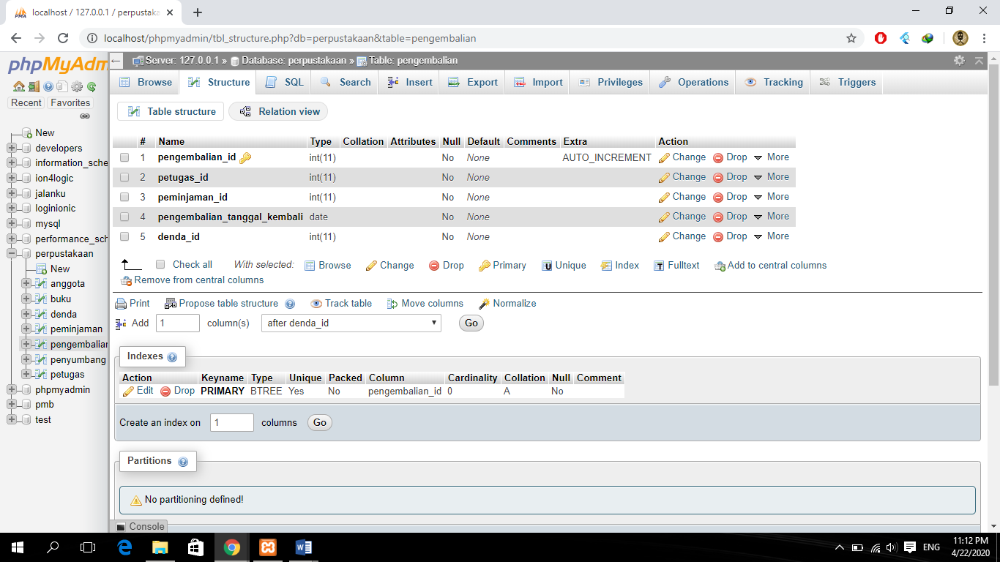 localhost / 127.0.0.1 / perpustaka
localhost/phpmyadmin/tbl_structure.php?db=perpustakaan&table=pengembalian
phpMyAdm
Recent Favorites
New
developers
information_sche
ion4logic
jalanku
loginionic
mysql
performance_sch
perpustakaan
New
anggota
buku
denda
peminjaman
pengembalian
penyumbang
petugas
phpmyadmin
pmb
test
Server: 127.0.0.1 » Database: perpustakaan » Table: pengembalian
Browse Structure SQL Search Insert Export Import Privileges Operations Tracking Triggers
Table structure Relation view
# Name Type Collation Attributes Null Default Comments Extra Action
1 pengembalian_id int(11) No None AUTO_INCREMENT Change Drop More
2 petugas_id int(11) No None Change Drop More
3 peminjaman_id int(11) No None Change Drop More
4 pengembalian_tanggal_kembali date No None Change Drop More
5 denda_id int(11) No None Change Drop More
Check all With selected: Browse Change Drop Primary Unique Index Fulltext Add to central columns
Remove from central columns
Print Propose table structure Track table Move columns Normalize
Add 1 column(s) after denda_id Go
Indexes
Action Keyname Type Unique Packed Column Cardinality Collation Null Comment
Edit Drop PRIMARY BTREE Yes No pengembalian_id 0 A No
Create an index on 1 columns Go
Partitions
No partitioning defined!
Console
ENG
11:12 PM
4/22/2020